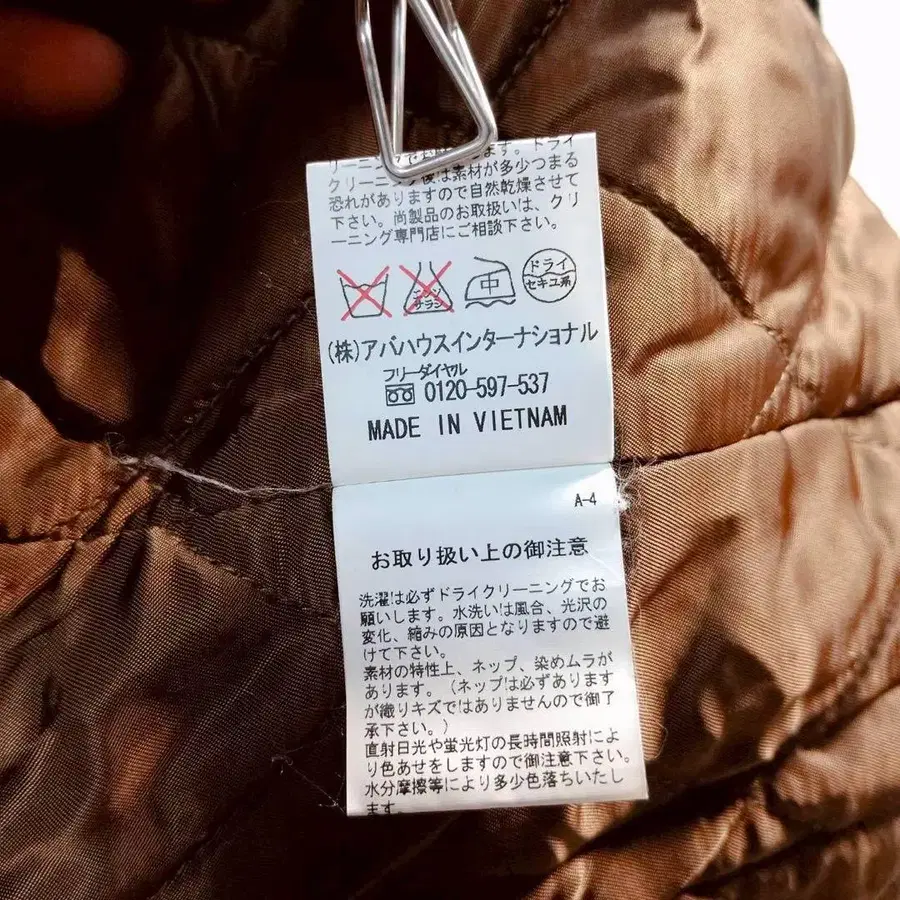 クリーニング後は素材が多少つまる
恐れがありますので自然乾燥させて
下さい。尚製品のお取扱いは、クリ
ーニング専門店にご相談下さい。
エンソ
サラシ
中
ドライ
セキユ系
(株)アバハウスインターナショナル
フリーダイヤル
0120-597-537
MADE IN VIETNAM
A-4
お取り扱い上の御注意
洗濯は必ずドライクリーニングでお
願いします。水洗いは風合、光沢の
変化、縮みの原因となりますので避
けて下さい。
素材の特性上、ネップ、染めムラが
あります。（ネップは必ずあります
が織りキズではありませんので御了
承下さい。）
直射日光や蛍光灯の長時間照射によ
り色あせをしますので御注意下さい。
水分摩擦等により多少色落ちいたし
ます。